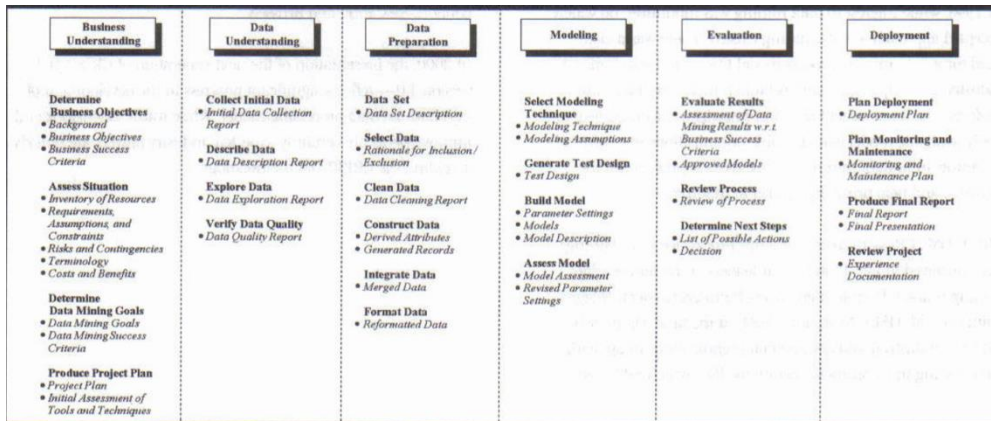 Business
Understanding
Determine
Business Objectives
• Background
• Business Objectives
• Business Success
Criteria
Assess Situation
• Inventory of Resources
• Requirements,
Assumptions, and
Constraints
• Risks and Contingencies
• Terminology
• Costs and Benefits
Determine
Data Mining Goals
• Data Mining Goals
• Data Mining Success
Criteria
Produce Project Plan
• Project Plan
• Initial Assessment of
Tools and Techniques
Data
Understanding
Collect Initial Data
• Initial Data Collection
Report
Describe Data
• Data Description Report
Explore Data
• Data Exploration Report
Verify Data Quality
• Data Quality Report
Data
Preparation
Data Set
• Data Set Description
Select Data
• Rationale for Inclusion /
Exclusion
Clean Data
• Data Cleaning Report
Construct Data
• Derived Attributes
• Generated Records
Integrate Data
• Merged Data
Format Data
• Reformatted Data
Modeling
Select Modeling
Technique
• Modeling Technique
• Modeling Assumptions
Generate Test Design
• Test Design
Build Model
• Parameter Settings
• Models
• Model Description
Assess Model
• Model Assessment
• Revised Parameter
Settings
Evaluation
Evaluate Results
• Assessment of Data
Mining Results w.r.t.
Business Success
Criteria
• Approved Models
Review Process
• Review of Process
Determine Next Steps
• List of Possible Actions
• Decision
Deployment
Plan Deployment
• Deployment Plan
Plan Monitoring and
Maintenance
• Monitoring and
Maintenance Plan
Produce Final Report
• Final Report
• Final Presentation
Review Project
• Experience
Documentation